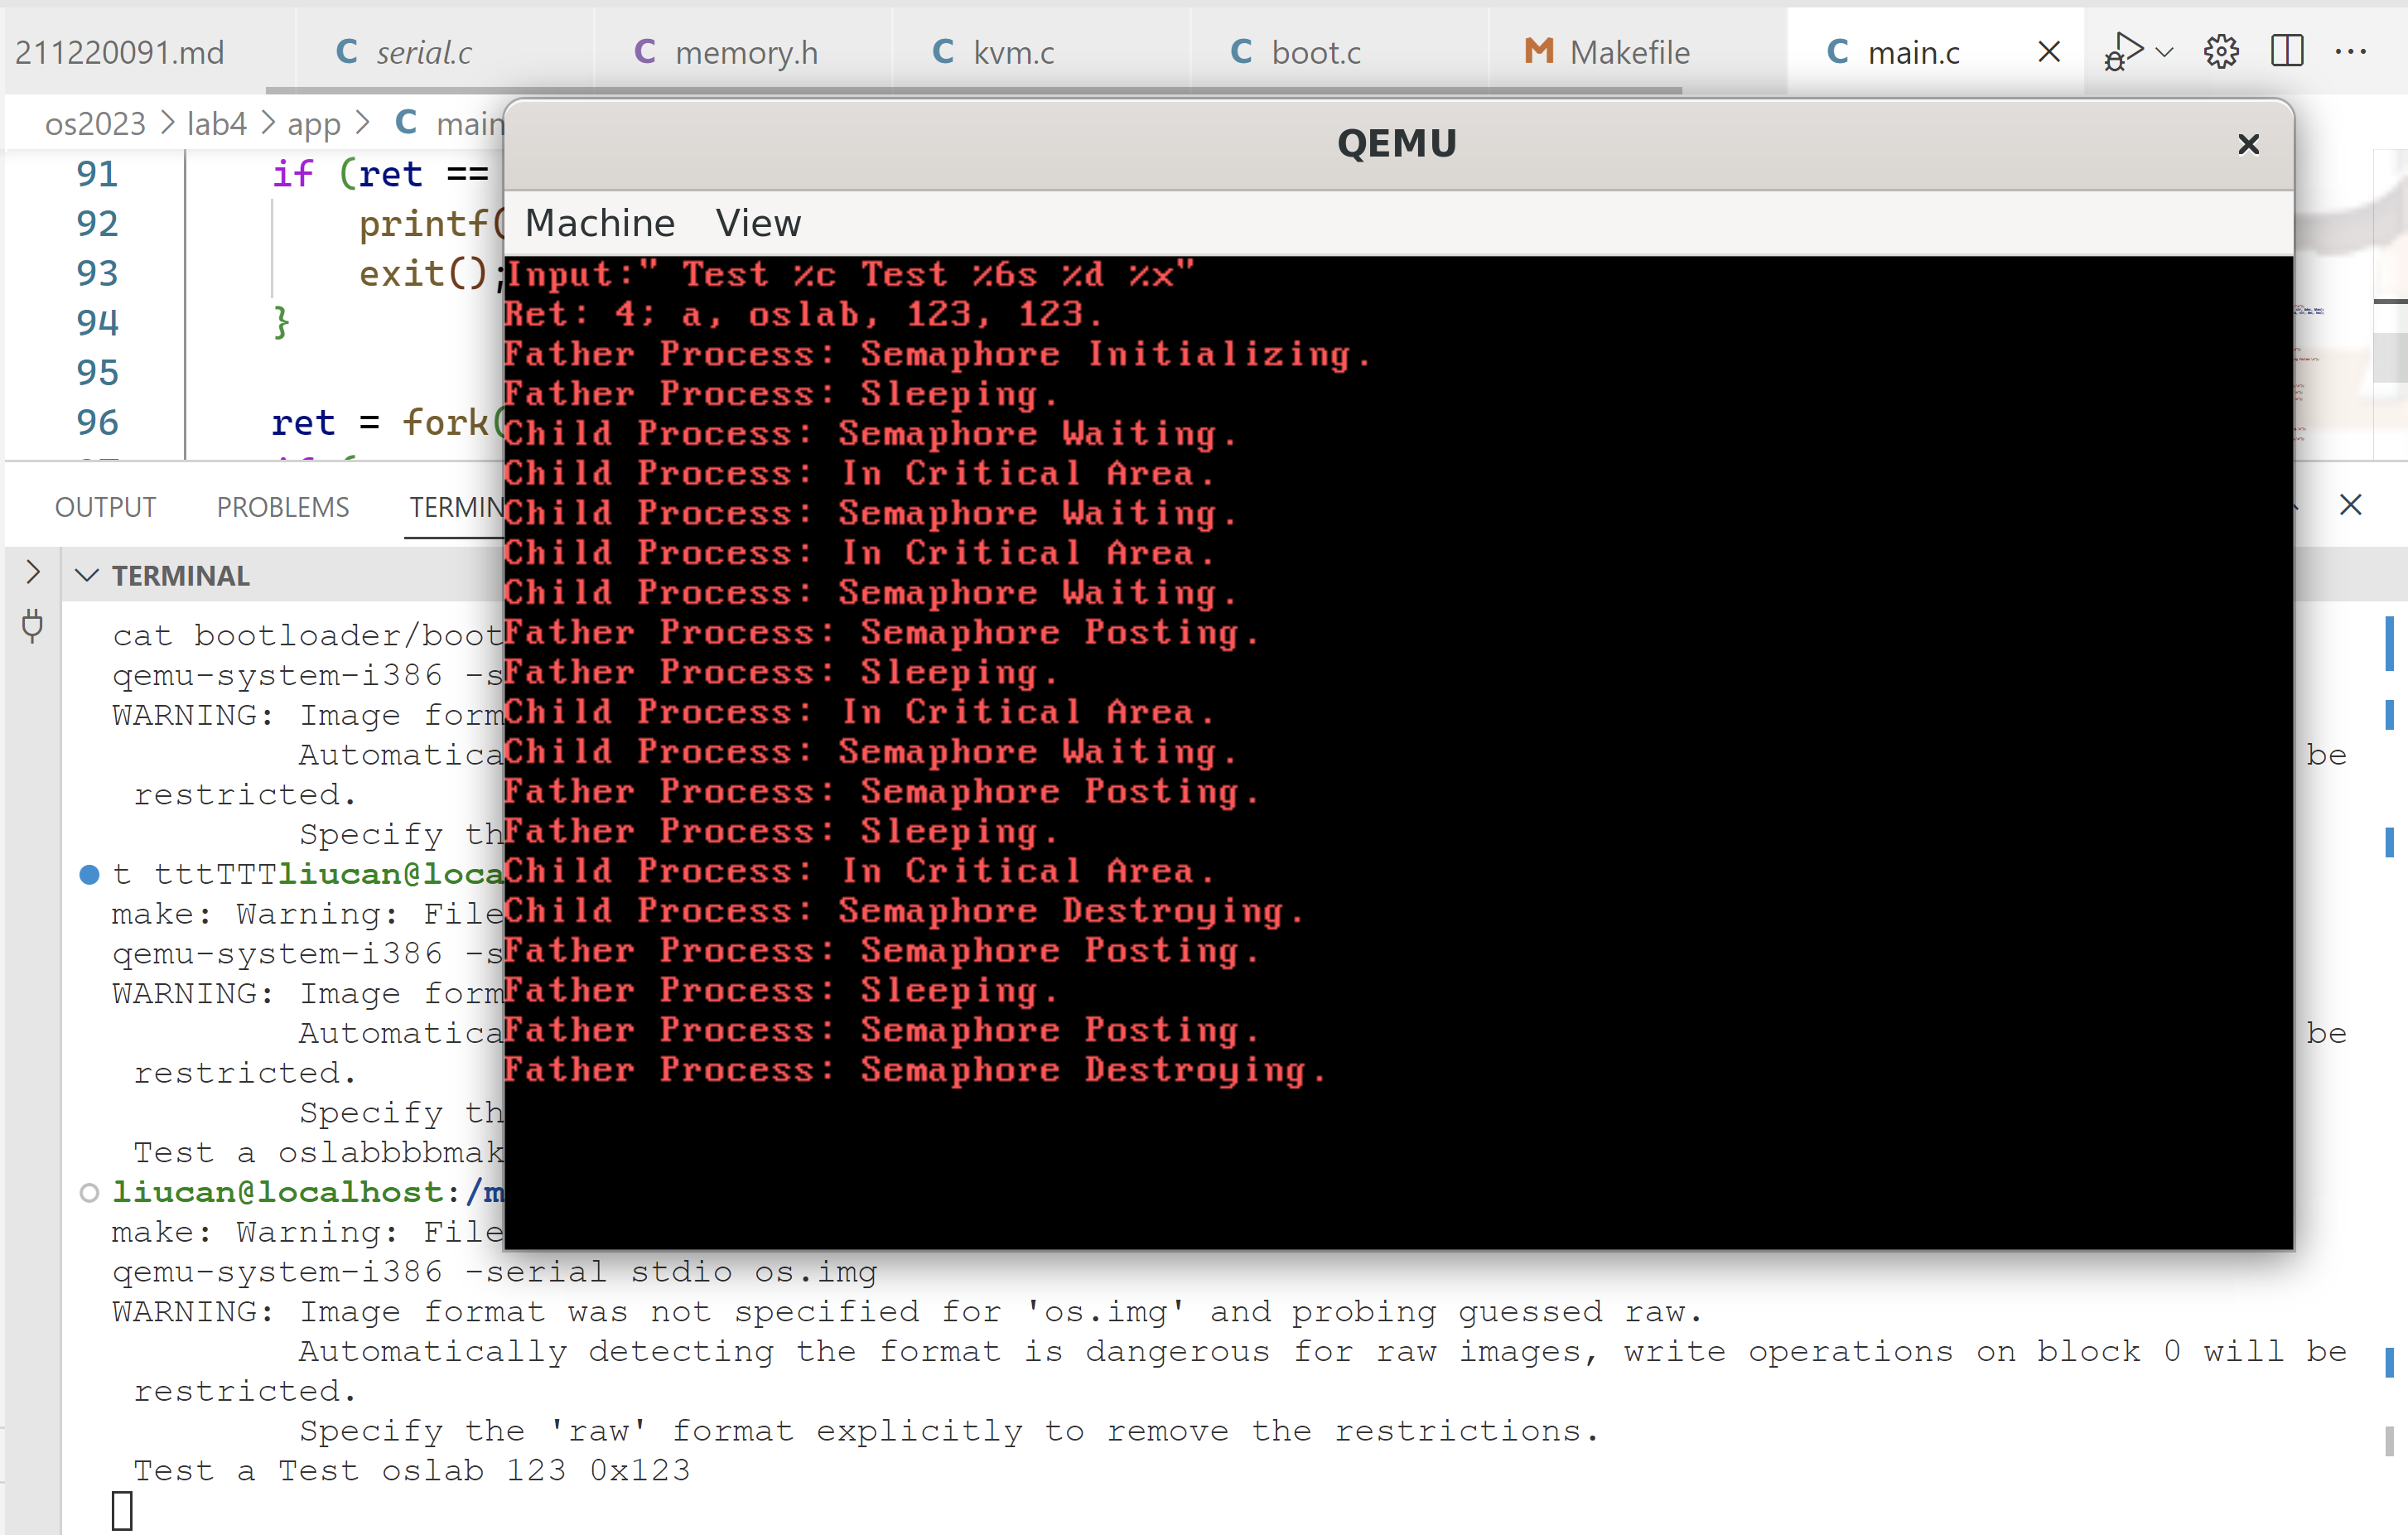 211220091.md
serial.c
memory.h
kvm.c
boot.c
Makefile
main.c
os2023 > lab4 > app > C main
91 if (ret ==
92 printf(
93 exit();
94 }
95
96 ret = fork(
QEMU
Machine View
Input:" Test %c Test %6s %d %x"
Ret: 4; a, oslab, 123, 123.
Father Process: Semaphore Initializing.
Father Process: Sleeping.
Child Process: Semaphore Waiting.
Child Process: In Critical Area.
Child Process: Semaphore Waiting.
Child Process: In Critical Area.
Child Process: Semaphore Waiting.
Father Process: Semaphore Posting.
Father Process: Sleeping.
Child Process: In Critical Area.
Child Process: Semaphore Waiting.
Father Process: Semaphore Posting.
Father Process: Sleeping.
Child Process: In Critical Area.
Child Process: Semaphore Destroying.
Father Process: Semaphore Posting.
Father Process: Sleeping.
Father Process: Semaphore Posting.
Father Process: Semaphore Destroying.
OUTPUT PROBLEMS TERMIN
TERMINAL
cat bootloader/boot
qemu-system-i386 -s
WARNING: Image form
Automatica be
restricted.
Specify th
t tttTTTliucan@loca
make: Warning: File
qemu-system-i386 -s
WARNING: Image form
Automatica be
restricted.
Specify th
Test a oslabbbbmak
liucan@localhost:/m
make: Warning: File
qemu-system-i386 -serial stdio os.img
WARNING: Image format was not specified for 'os.img' and probing guessed raw.
Automatically detecting the format is dangerous for raw images, write operations on block 0 will be
restricted.
Specify the 'raw' format explicitly to remove the restrictions.
Test a Test oslab 123 0x123